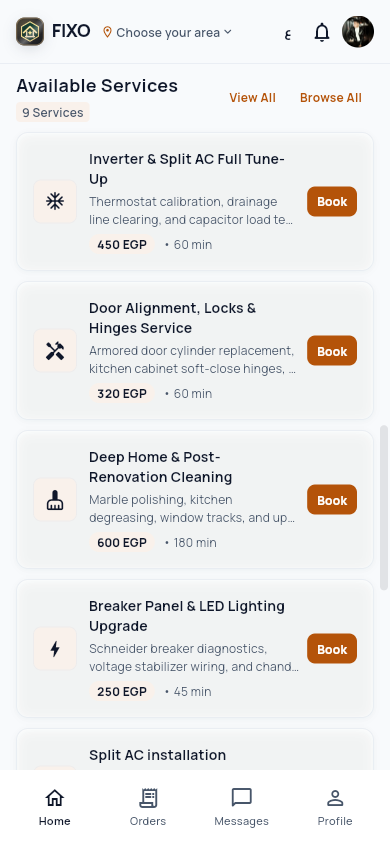 FIXO
Choose your area
ع
Available Services
9 Services
View All
Browse All
Inverter & Split AC Full Tune-
Up
Thermostat calibration, drainage
line clearing, and capacitor load te...
450 EGP • 60 min
Book
Door Alignment, Locks &
Hinges Service
Armored door cylinder replacement,
kitchen cabinet soft-close hinges, ...
320 EGP • 60 min
Book
Deep Home & Post-
Renovation Cleaning
Marble polishing, kitchen
degreasing, window tracks, and up...
600 EGP • 180 min
Book
Breaker Panel & LED Lighting
Upgrade
Schneider breaker diagnostics,
voltage stabilizer wiring, and chand...
250 EGP • 45 min
Book
Split AC installation
Home
Orders
Messages
Profile